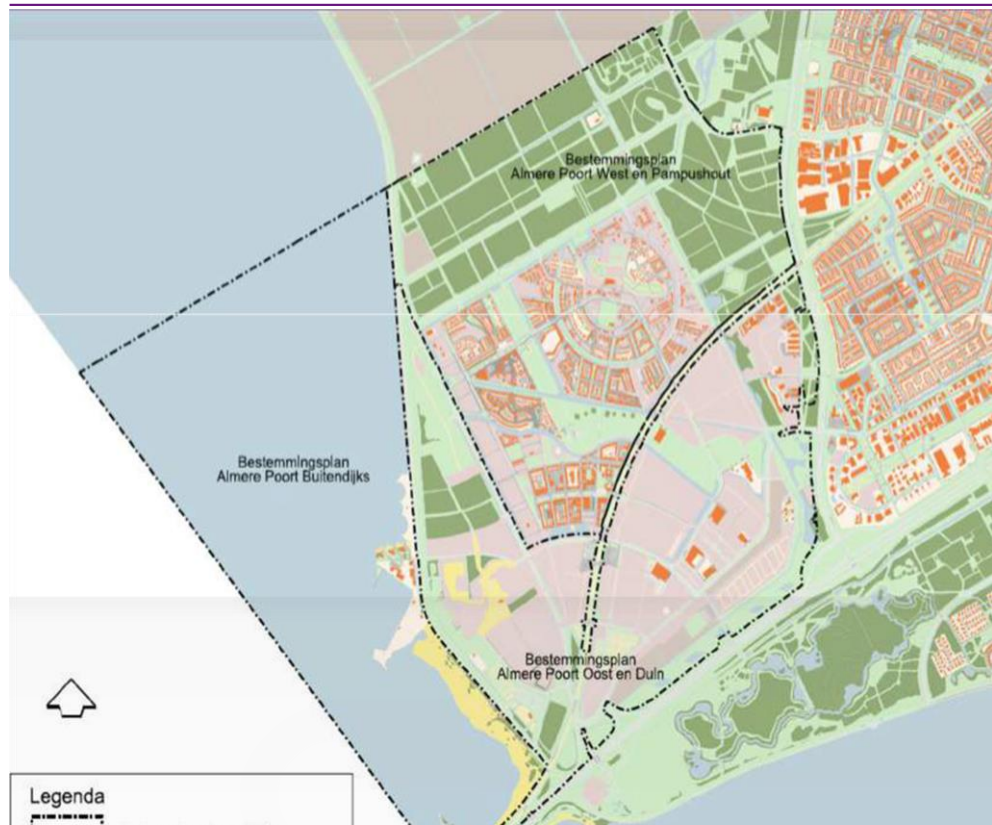 Bestemmingsplan
Almere Poort West en Pampushout
Bestemmingsplan
Almere Poort Buitendijks
Bestemmingsplan
Almere Poort Oost en Duin
Legenda